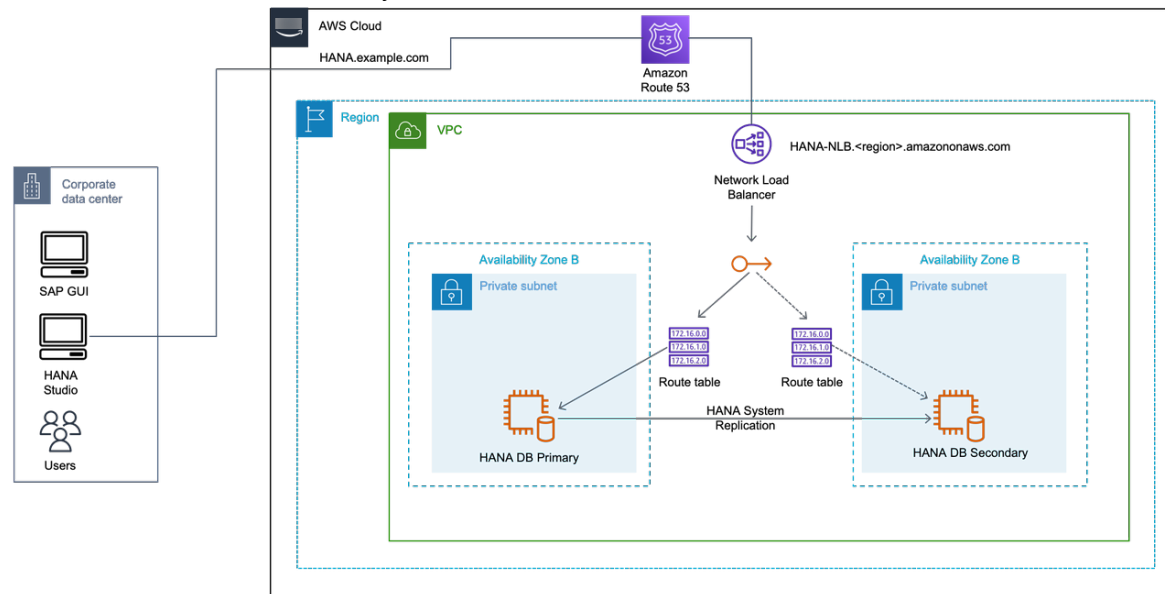 AWS Cloud
HANA.example.com
53
Amazon
Route 53
Region
VPC
HANA-NLB.<region>.amazononaws.com
Network Load
Balancer
Corporate
data center
SAP GUI
HANA
Studio
Users
Availability Zone B
Private subnet
Availability Zone B
Private subnet
172.16.0.0
172.16.1.0
172.16.2.0
Route table
172.16.0.0
172.16.1.0
172.16.2.0
Route table
HANA System
Replication
HANA DB Primary
HANA DB Secondary